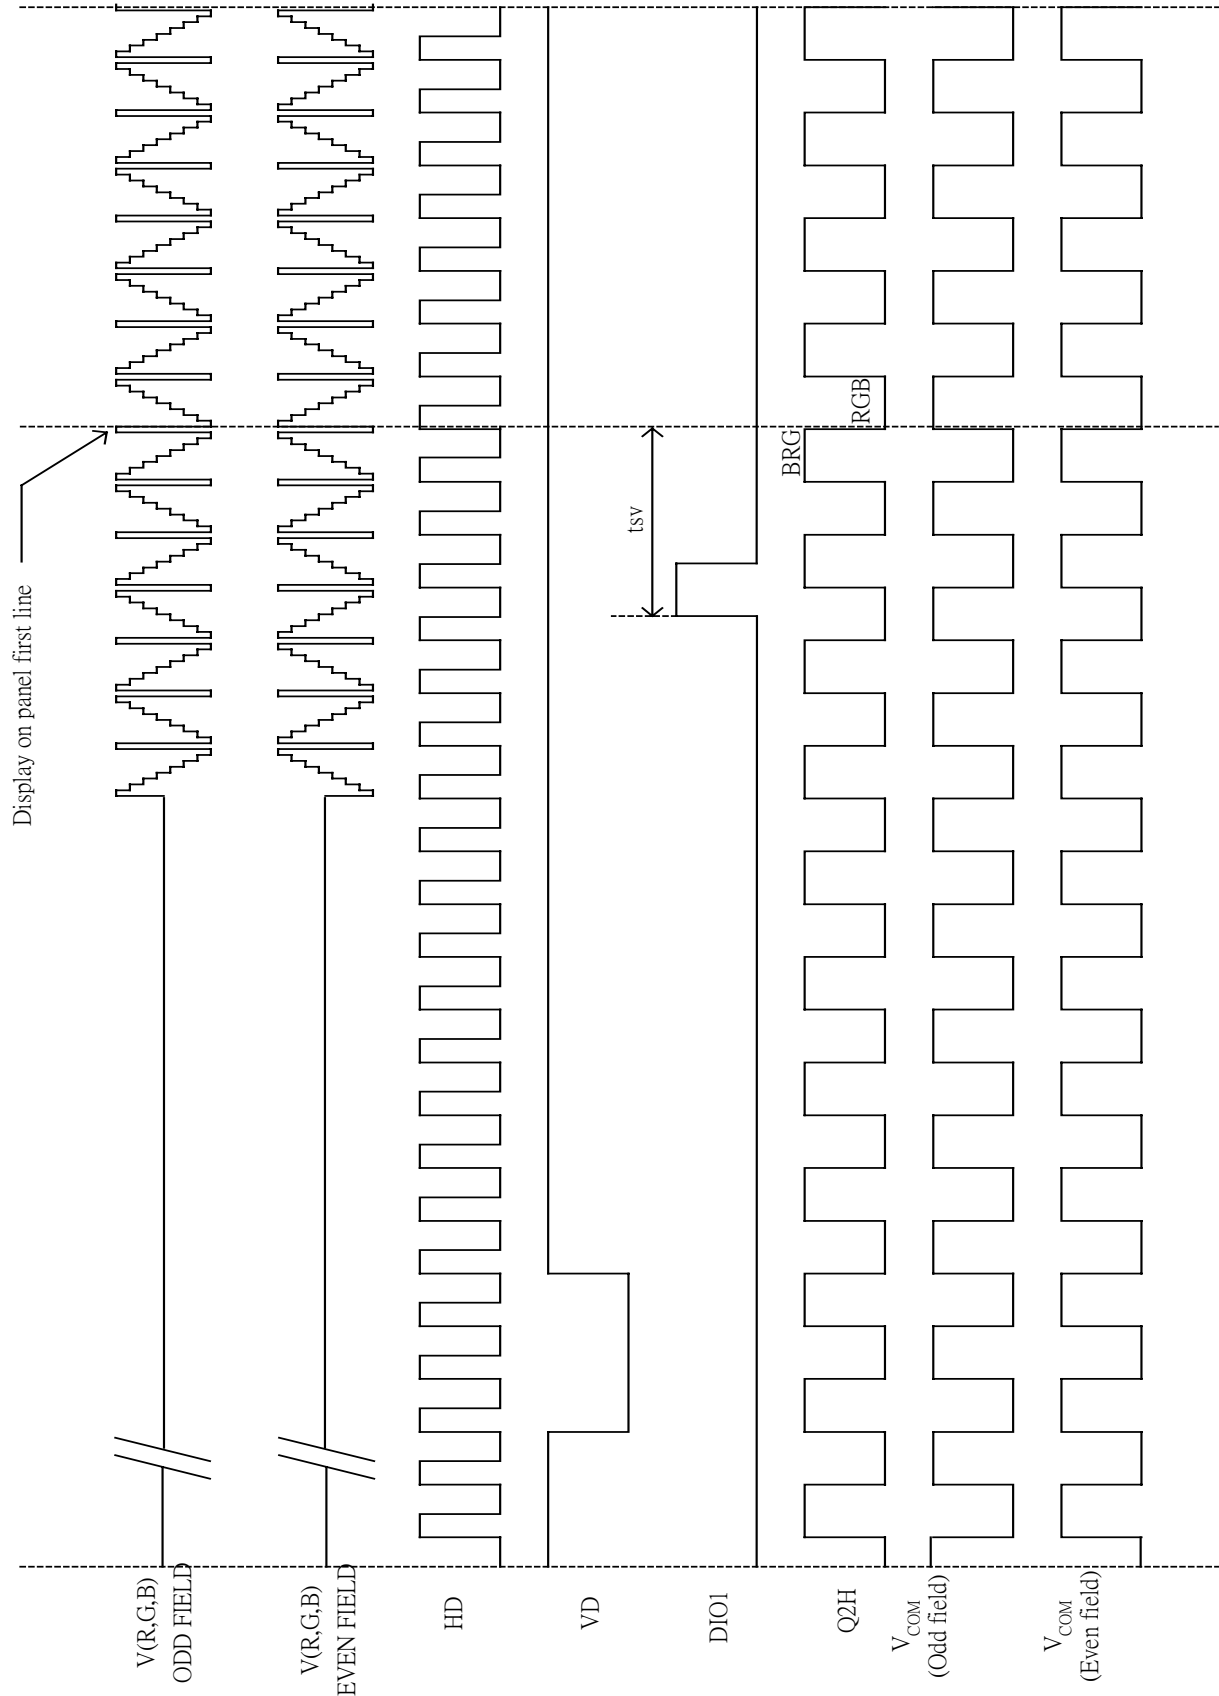 Display on panel first line
V(R,G,B)
ODD FIELD
V(R,G,B)
EVEN FIELD
HD
VD
tsv
DIO1
BRG
RGB
Q2H
VCOM
(Odd field)
VCOM
(Even field)